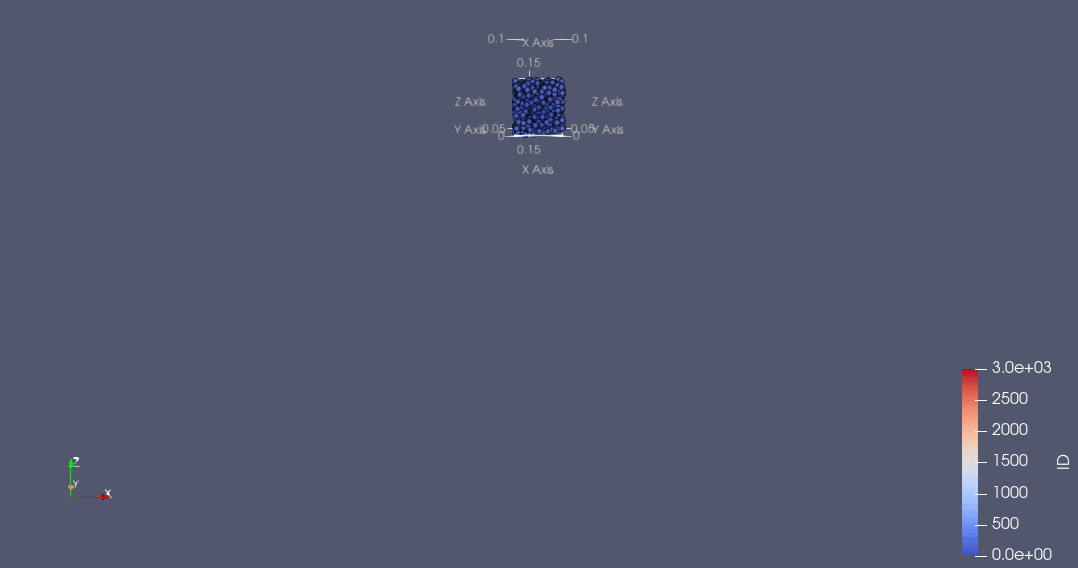 0.1 X Axis 0.1
0.15
Z Axis Z Axis
Y Axis 0.05 0.05 Y Axis
0 0
0.15
X Axis
3.0e+03
2500
2000
1500
1000
500
0.0e+00
ID
Z
Y
X